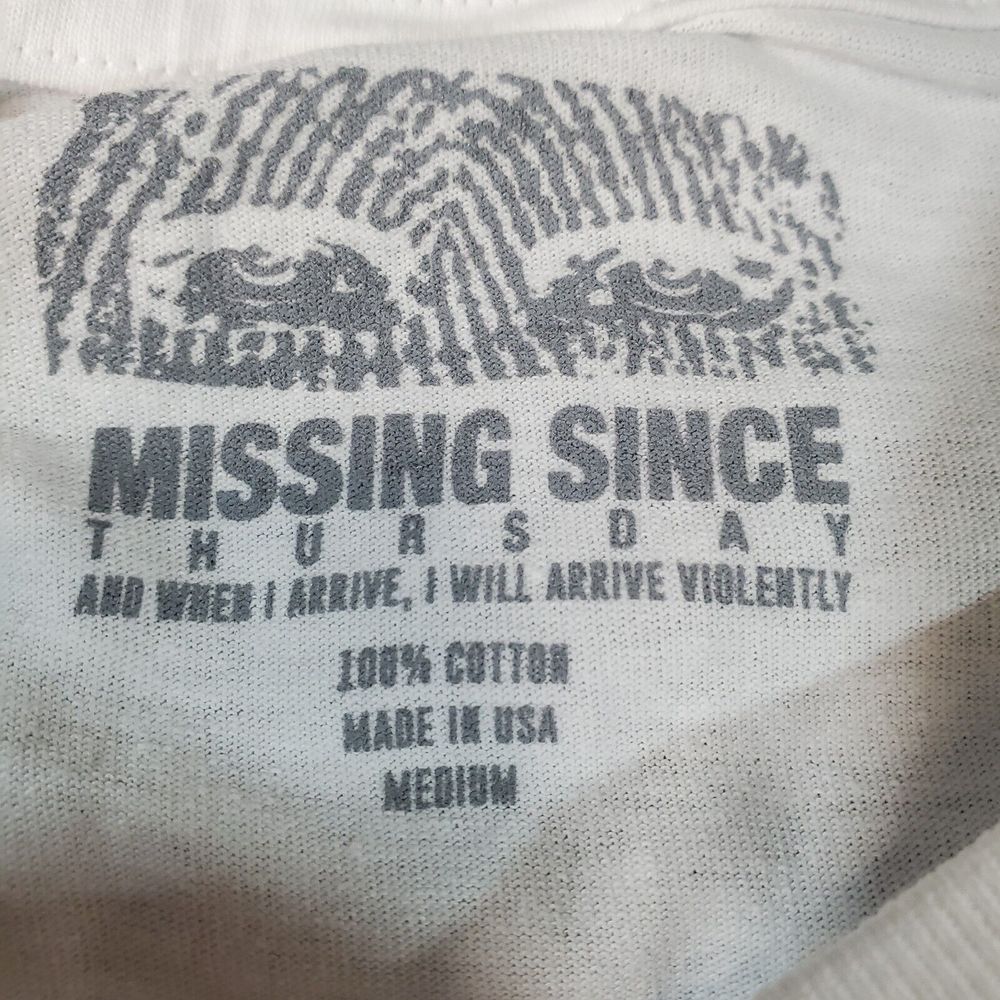 MISSING SINCE
THURSDAY
AND WHEN I ARRIVE, I WILL ARRIVE VIOLENTLY
100% COTTON
MADE IN USA
MEDIUM